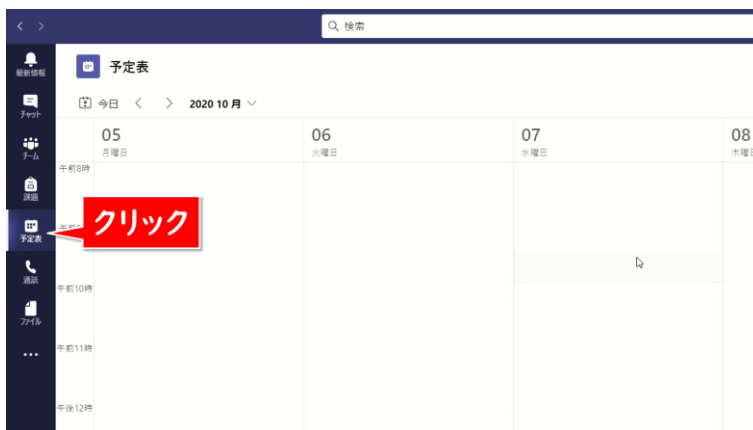 検索
最新情報
予定表
チャット
今日
2020 10 月
チーム
05
月曜日
06
火曜日
07
水曜日
08
木曜
午前8時
課題
クリック
予定表
通話
午前10時
ファイル
午前11時
午後12時